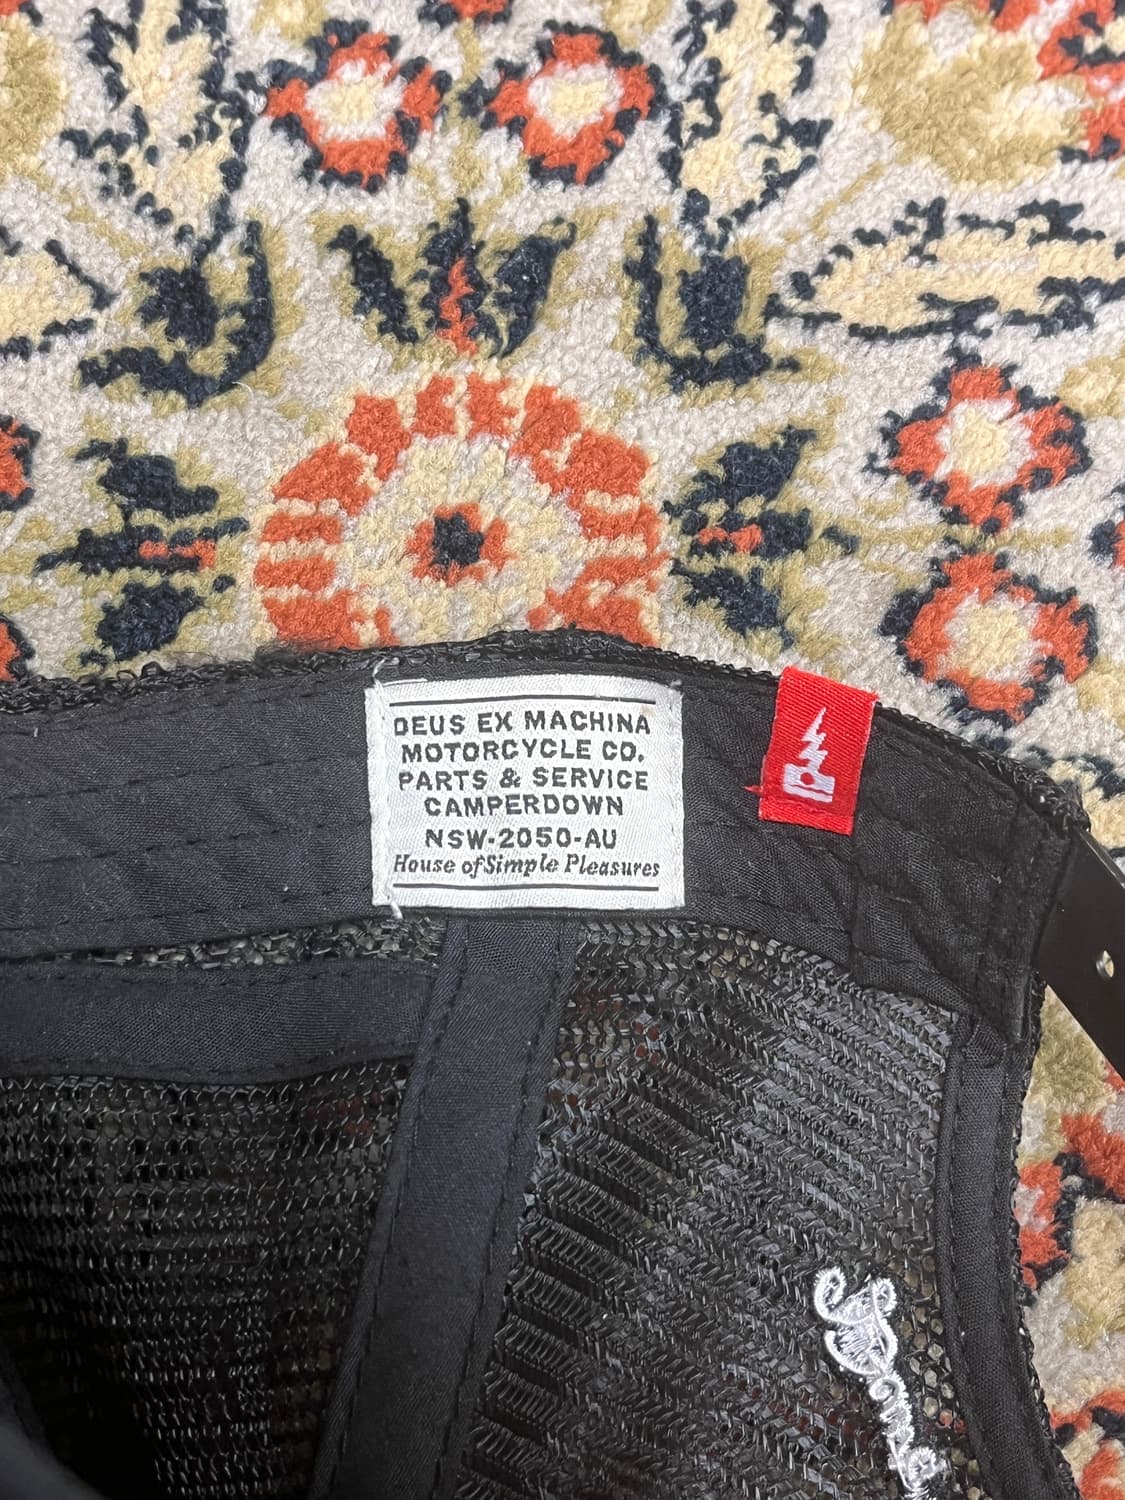 DEUS EX MACHINA
MOTORCYCLE CO.
PARTS & SERVICE
CAMPERDOWN
NSW-2050-AU
House of Simple Pleasures